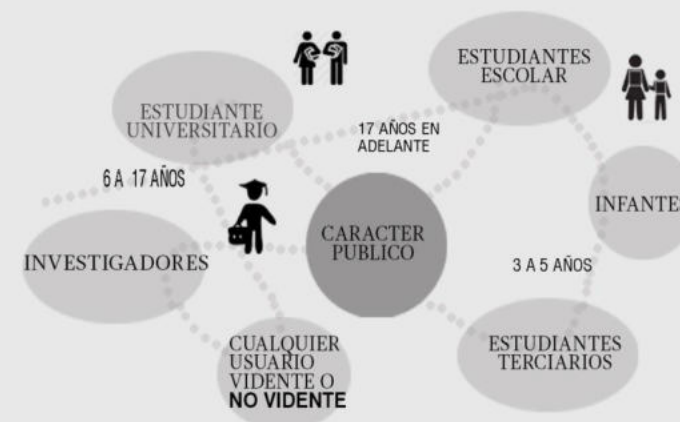 ESTUDIANTES
ESCOLAR
ESTUDIANTE
UNIVERSITARIO
17 AÑOS EN
ADELANTE
6 A 17 AÑOS
INFANTE
CARACTER
PUBLICO
INVESTIGADORES
3 A 5 AÑOS
CUALQUIER
USUARIO
VIDENTE O
NO VIDENTE
ESTUDIANTES
TERCIARIOS